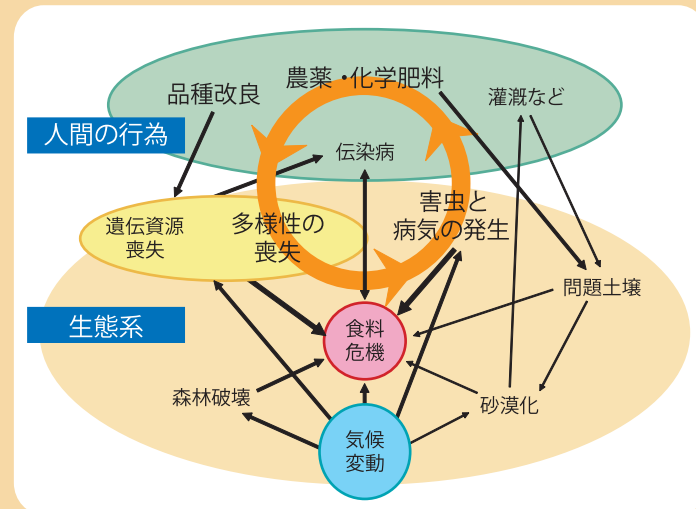 農薬・化学肥料
品種改良
灌漑など
人間の行為
伝染病
害虫と
病気の発生
遺伝資源
喪失
多様性の
喪失
問題土壌
生態系
食料
危機
森林破壊
砂漠化
気候
変動